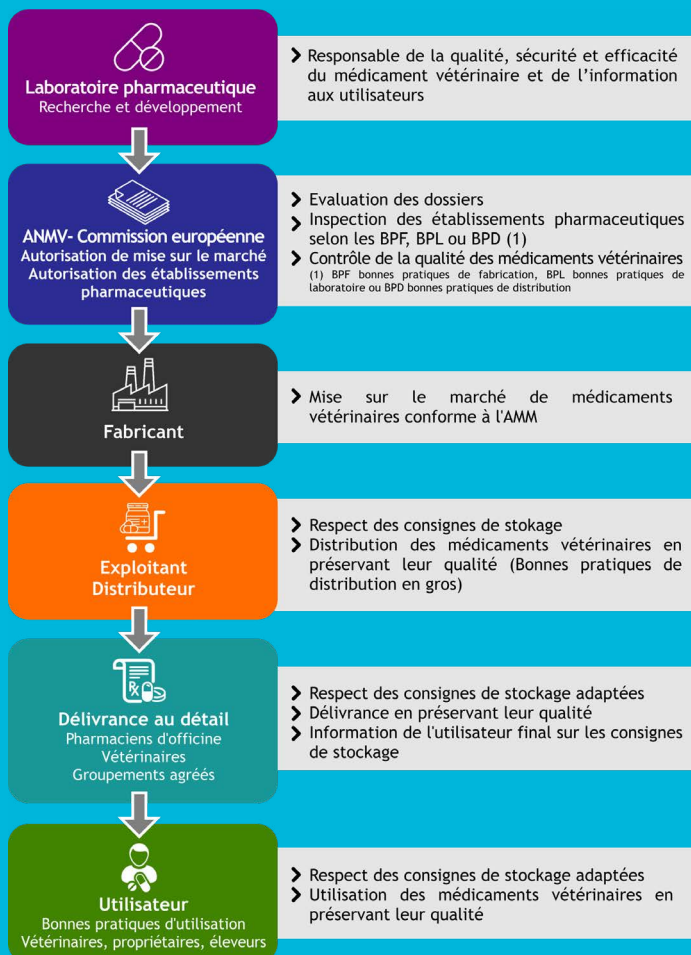 Laboratoire pharmaceutique
Recherche et développement
Responsable de la qualité, sécurité et efficacité
du médicament vétérinaire et de l'information
aux utilisateurs
ANMV- Commission européenne
Autorisation de mise sur le marché
Autorisation des établissements
pharmaceutiques
Evaluation des dossiers
Inspection des établissements pharmaceutiques
selon les BPF, BPL ou BPD (1)
Contrôle de la qualité des médicaments vétérinaires
(1) BPF bonnes pratiques de fabrication, BPL bonnes pratiques de
laboratoire ou BPD bonnes pratiques de distribution
Fabricant
Mise sur le marché de médicaments
vétérinaires conforme à l'AMM
Exploitant
Distributeur
Respect des consignes de stokage
Distribution des médicaments vétérinaires en
préservant leur qualité (Bonnes pratiques de
distribution en gros)
Rx
Délivrance au détail
Pharmaciens d'officine
Vétérinaires
Groupements agréés
Respect des consignes de stockage adaptées
Délivrance en préservant leur qualité
Information de l'utilisateur final sur les consignes
de stockage
Utilisateur
Bonnes pratiques d'utilisation
Vétérinaires, propriétaires, éleveurs
Respect des consignes de stockage adaptées
Utilisation des médicaments vétérinaires en
préservant leur qualité